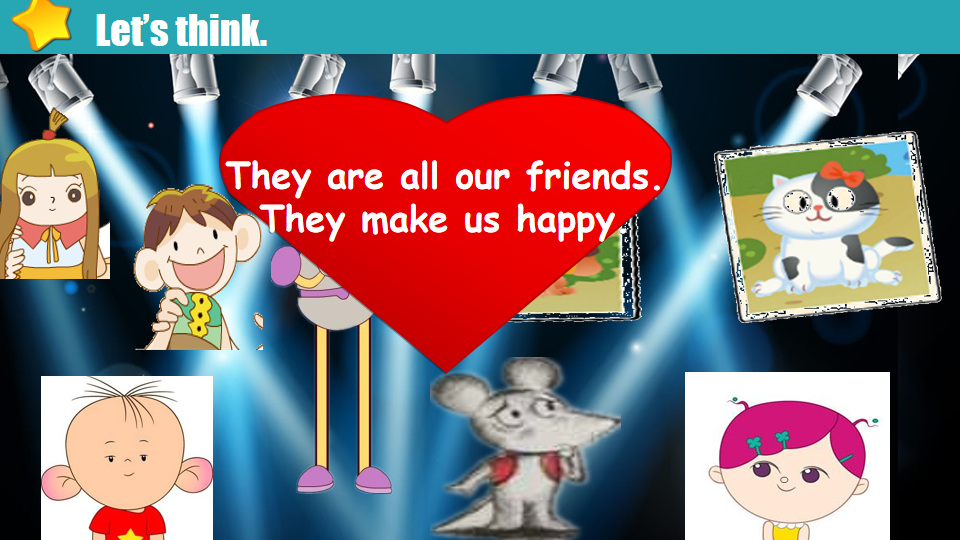 Let's think.
They are all our friends.
They make us happy.